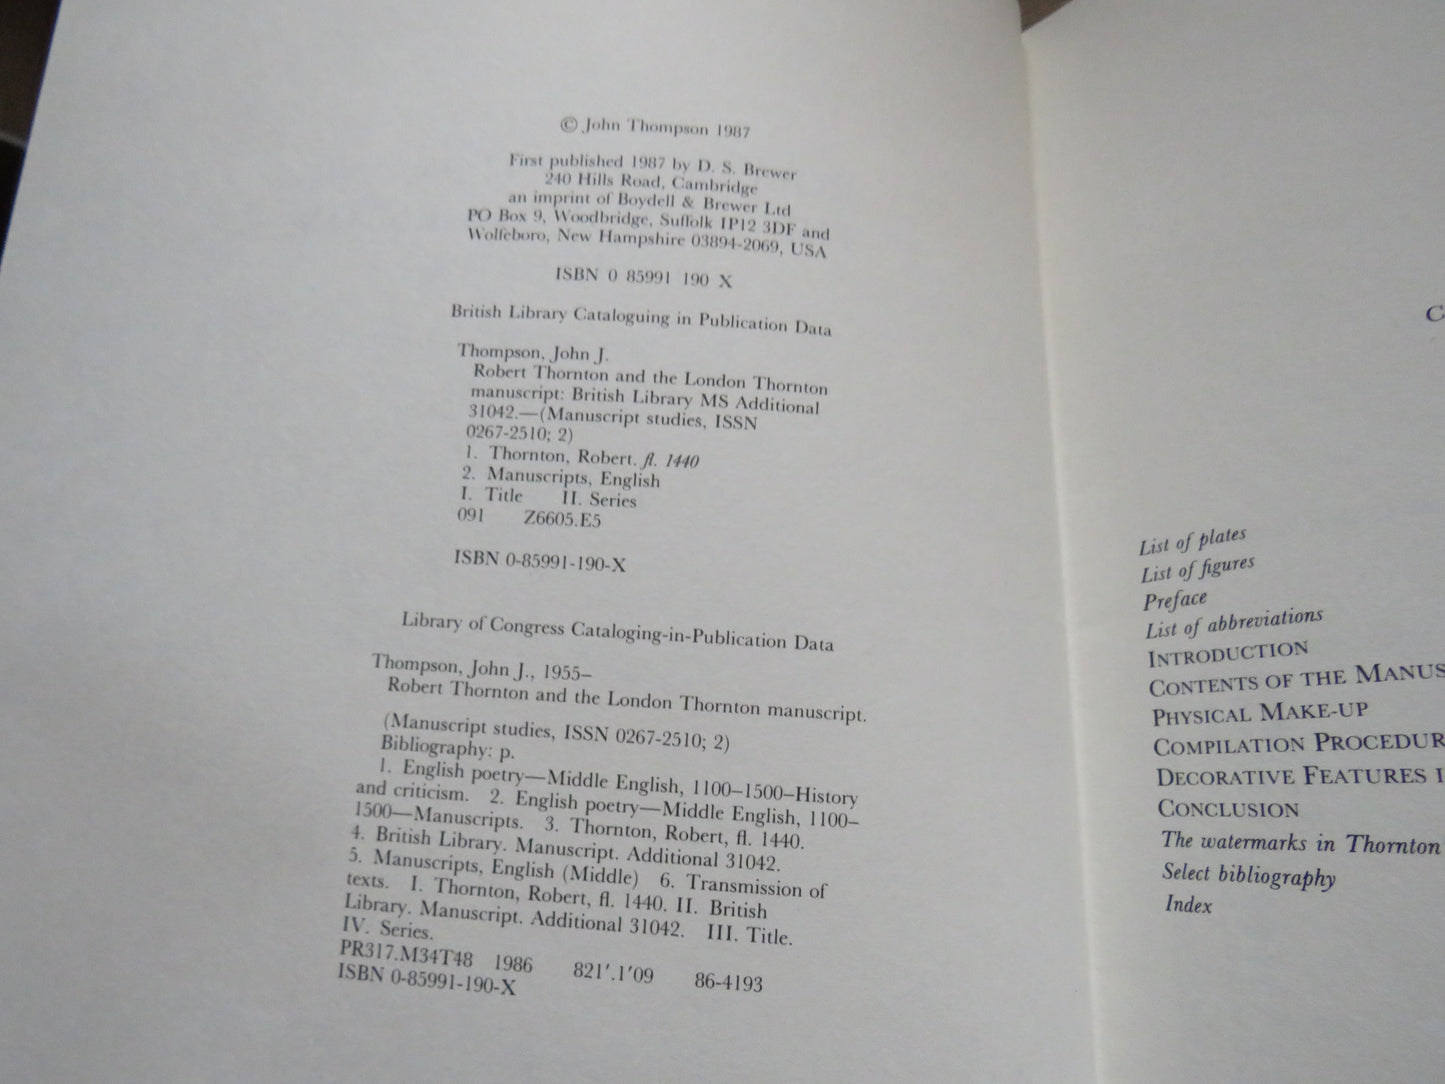 © John Thompson 1987
First published 1987 by D. S. Brewer
240 Hills Road, Cambridge
an imprint of Boydell & Brewer Ltd
PO Box 9, Woodbridge, Suffolk IP12 3DF and
Wolfeboro, New Hampshire 03894-2069, USA
ISBN 0 85991 190 X
British Library Cataloguing in Publication Data
Thompson, John J.
Robert Thornton and the London Thornton
manuscript: British Library MS Additional
31042.—(Manuscript studies, ISSN
0267-2510; 2)
1. Thornton, Robert. fl. 1440
2. Manuscripts, English
I. Title II. Series
091 Z6605.E5
ISBN 0-85991-190-X
Library of Congress Cataloging-in-Publication Data
Thompson, John J., 1955–
Robert Thornton and the London Thornton manuscript.
(Manuscript studies, ISSN 0267-2510; 2)
Bibliography: p.
1. English poetry—Middle English, 1100–1500–History
and criticism. 2. English poetry—Middle English, 1100–
1500—Manuscripts. 3. Thornton, Robert, fl. 1440.
4. British Library. Manuscript. Additional 31042.
5. Manuscripts, English (Middle) 6. Transmission of
texts. I. Thornton, Robert, fl. 1440. II. British
Library. Manuscript. Additional 31042. III. Title.
IV. Series.
PR317.M34T48 1986 821′.1′09 86-4193
ISBN 0-85991-190-X
C
List of plates
List of figures
Preface
List of abbreviations
INTRODUCTION
CONTENTS OF THE MANUS
PHYSICAL MAKE-UP
COMPILATION PROCEDUR
DECORATIVE FEATURES I
CONCLUSION
The watermarks in Thornton
Select bibliography
Index